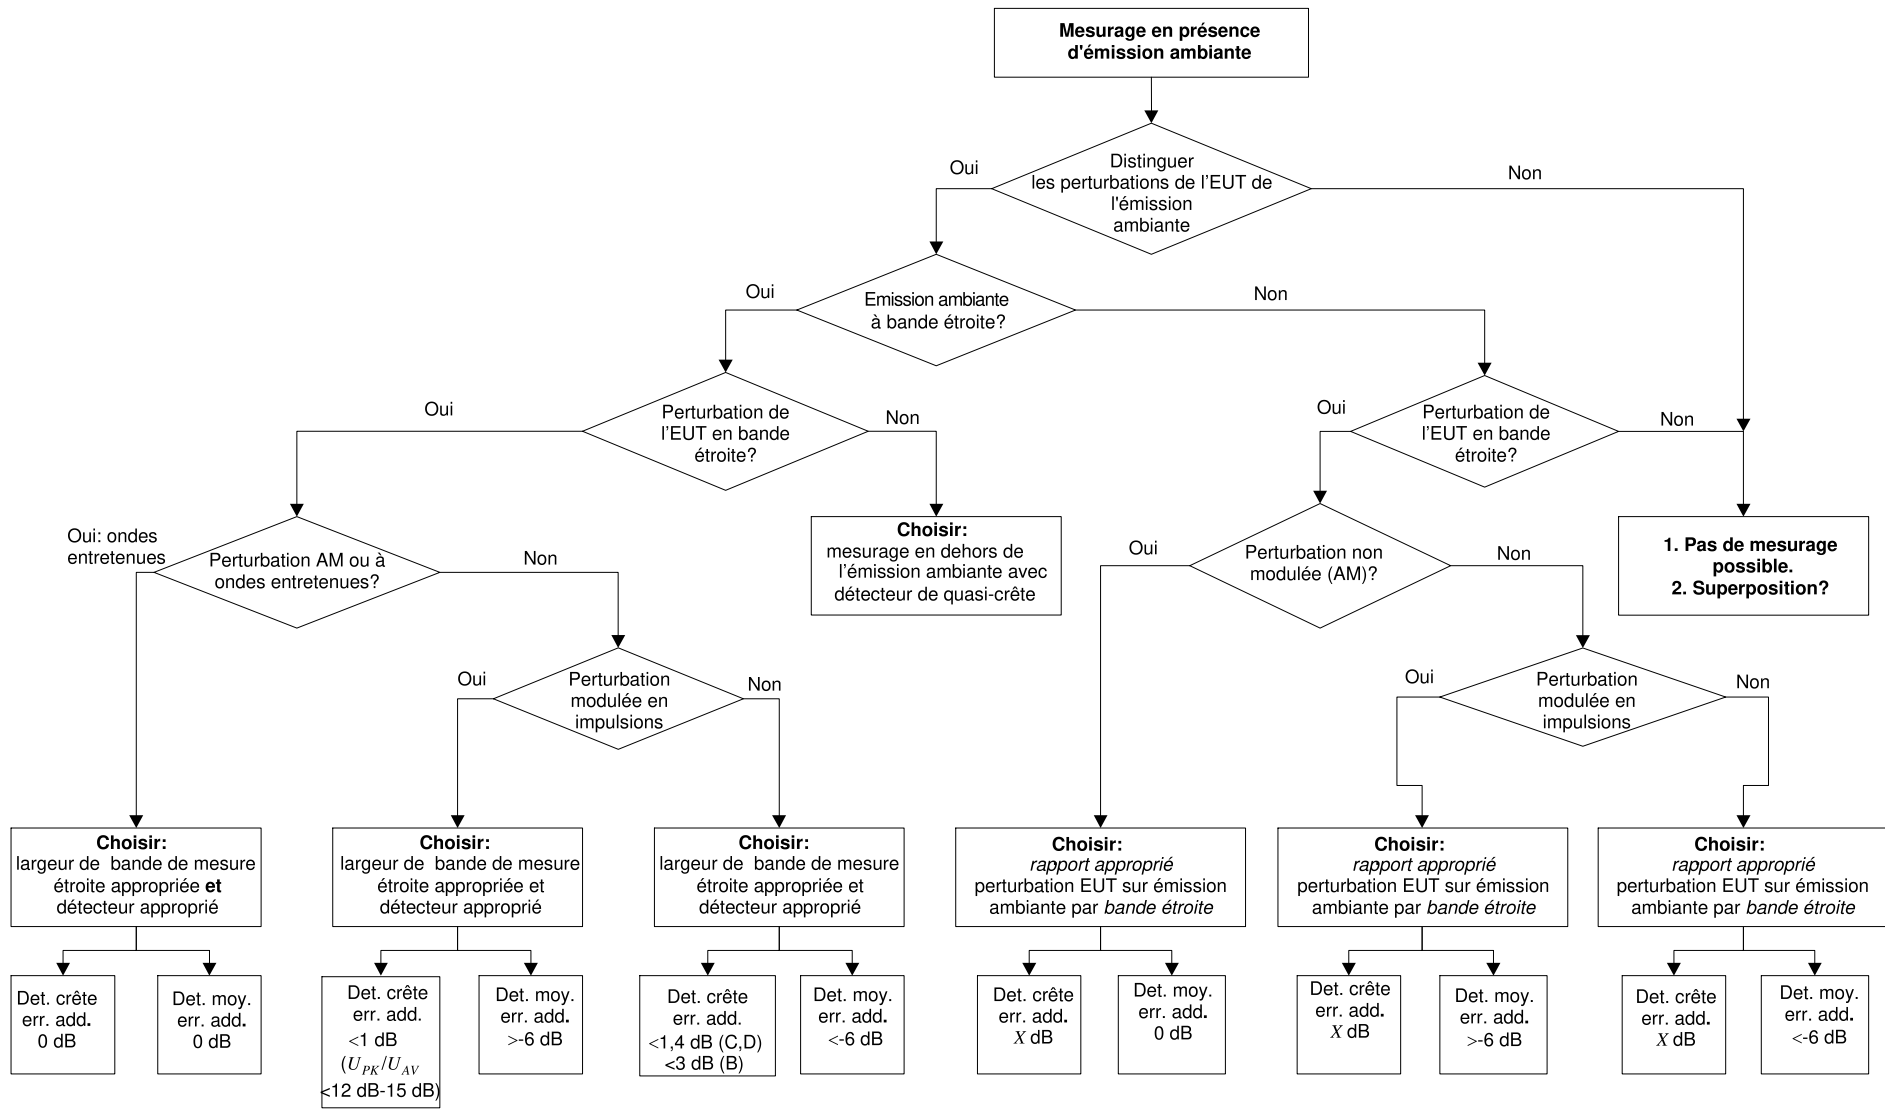 Mesurage en présence
d'émission ambiante
Distinguer
les perturbations de l’EUT de
l'émission
ambiante
Oui
Non
Emission ambiante
à bande étroite?
Oui
Non
Perturbation de
l’EUT en bande
étroite?
Oui
Non
Perturbation de
l’EUT en bande
étroite?
Oui
Non
Oui: ondes
entretenues
Perturbation AM ou à
ondes entretenues?
Non
Choisir:
mesurage en dehors de
l’émission ambiante avec
détecteur de quasi-crête
Oui
Perturbation non
modulée (AM)?
Non
1. Pas de mesurage
possible.
2. Superposition?
Oui
Perturbation
modulée en
impulsions
Non
Oui
Perturbation
modulée en
impulsions
Non
Choisir:
largeur de bande de mesure
étroite appropriée et
détecteur approprié
Choisir:
largeur de bande de mesure
étroite appropriée et
détecteur approprié
Choisir:
largeur de bande de mesure
étroite appropriée et
détecteur approprié
Choisir:
rapport approprié
perturbation EUT sur émission
ambiante par bande étroite
Choisir:
rapport approprié
perturbation EUT sur émission
ambiante par bande étroite
Choisir:
rapport approprié
perturbation EUT sur émission
ambiante par bande étroite
Det. crête
err. add.
0 dB
Det. moy.
err. add.
0 dB
Det. crête
err. add.
<1 dB
(U_PK/U_AV
<12 dB-15 dB)
Det. moy.
err. add.
>-6 dB
Det. crête
err. add.
<1,4 dB (C,D)
<3 dB (B)
Det. moy.
err. add.
<-6 dB
Det. crête
err. add.
X dB
Det. moy.
err. add.
0 dB
Det. crête
err. add.
X dB
Det. moy.
err. add.
>-6 dB
Det. crête
err. add.
X dB
Det. moy.
err. add.
<-6 dB